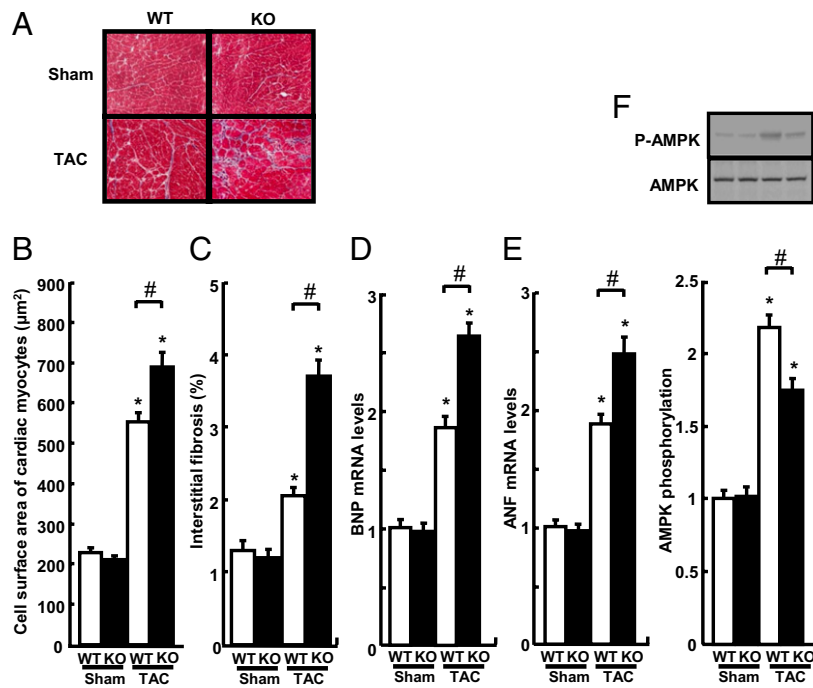 A
WT KO
Sham
TAC
F
P-AMPK
AMPK
B
Cell surface area of cardiac myocytes (µm²)
900
800
700
600
500
400
300
200
100
0
#
*
*
WT KO WT KO
Sham TAC
C
Interstitial fibrosis (%)
5
4
3
2
1
0
#
*
*
WT KO WT KO
Sham TAC
D
BNP mRNA levels
3
2
1
0
#
*
*
WT KO WT KO
Sham TAC
E
ANF mRNA levels
3
2
1
0
#
*
*
WT KO WT KO
Sham TAC
AMPK phosphorylation
2.5
2
1.5
1
0.5
0
#
*
*
WT KO WT KO
Sham TAC